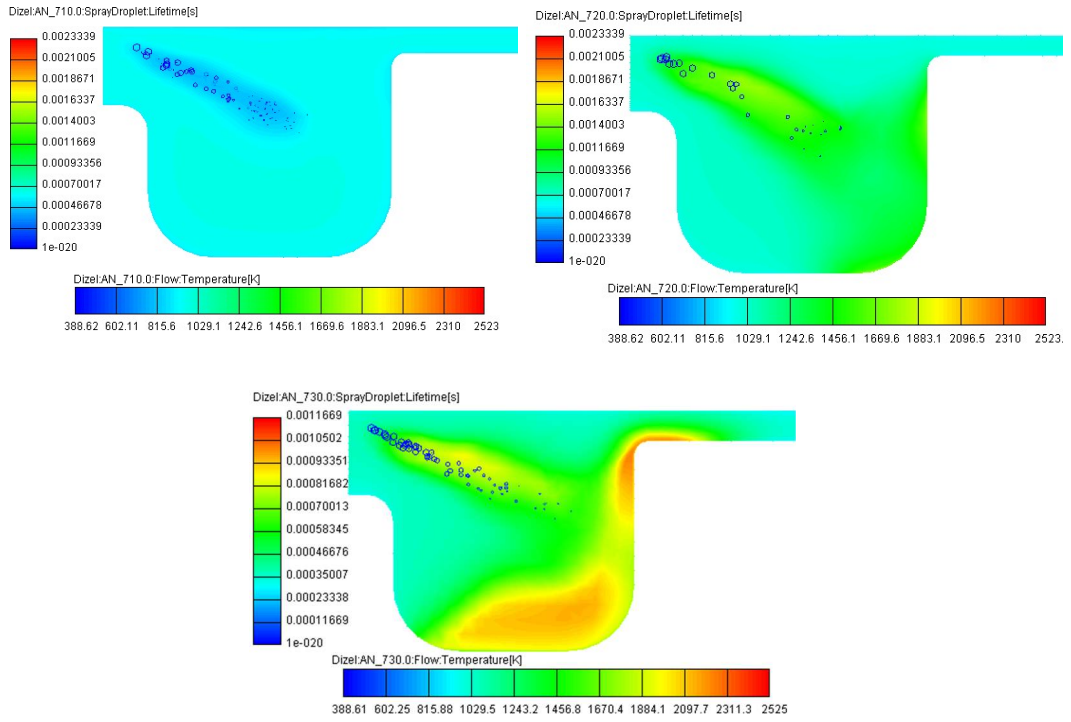 Dizel:AN_710.0:SprayDroplet:Lifetime[s]
0.0023339
0.0021005
0.0018671
0.0016337
0.0014003
0.0011669
0.00093356
0.00070017
0.00046678
0.00023339
1e-020
Dizel:AN_710.0:Flow:Temperature[K]
388.62 602.11 815.6 1029.1 1242.6 1456.1 1669.6 1883.1 2096.5 2310 2523
Dizel:AN_720.0:SprayDroplet:Lifetime[s]
0.0023339
0.0021005
0.0018671
0.0016337
0.0014003
0.0011669
0.00093356
0.00070017
0.00046678
0.00023339
1e-020
Dizel:AN_720.0:Flow:Temperature[K]
388.62 602.11 815.6 1029.1 1242.6 1456.1 1669.6 1883.1 2096.5 2310 2523.
Dizel:AN_730.0:SprayDroplet:Lifetime[s]
0.0011669
0.0010502
0.00093351
0.00081682
0.00070013
0.00058345
0.00046676
0.00035007
0.00023338
0.00011669
1e-020
Dizel:AN_730.0:Flow:Temperature[K]
388.61 602.25 815.88 1029.5 1243.2 1456.8 1670.4 1884.1 2097.7 2311.3 2525